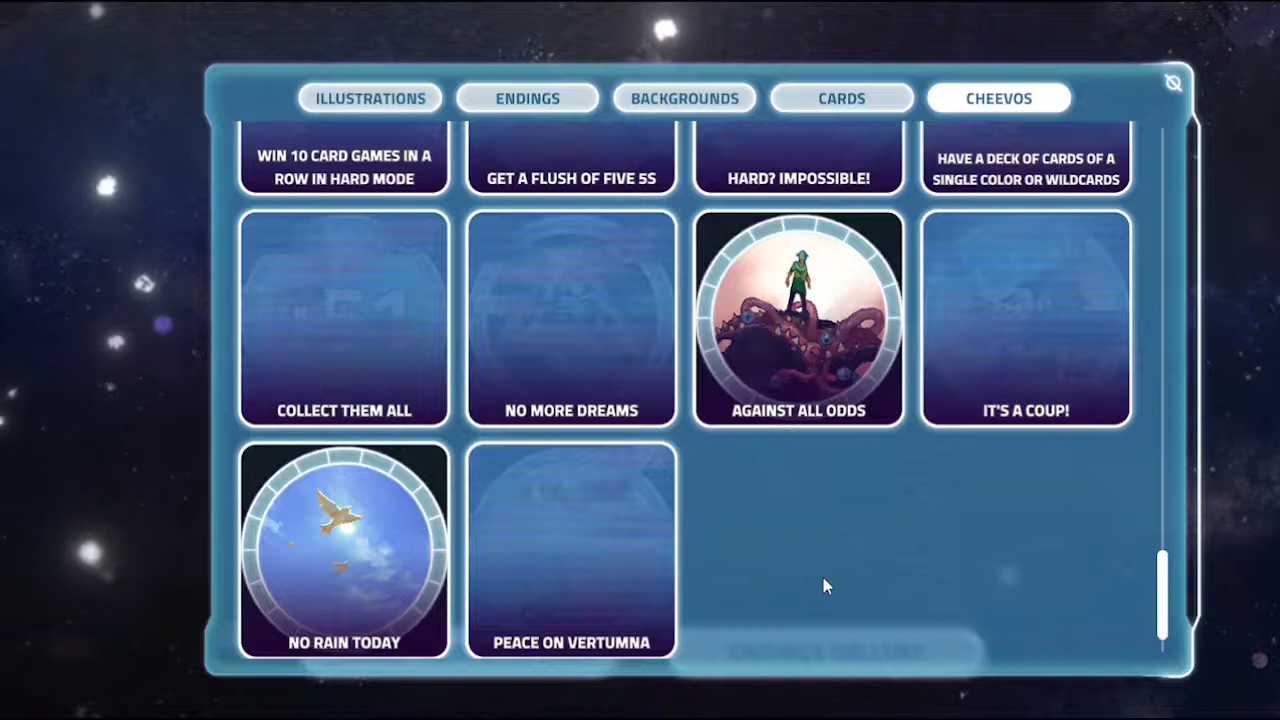 ILLUSTRATIONS
ENDINGS
BACKGROUNDS
CARDS
CHEEVOS
WIN 10 CARD GAMES IN A
ROW IN HARD MODE
GET A FLUSH OF FIVE 5S
HARD? IMPOSSIBLE!
HAVE A DECK OF CARDS OF A
SINGLE COLOR OR WILDCARDS
COLLECT THEM ALL
NO MORE DREAMS
AGAINST ALL ODDS
IT'S A COUP!
NO RAIN TODAY
PEACE ON VERTUMNA